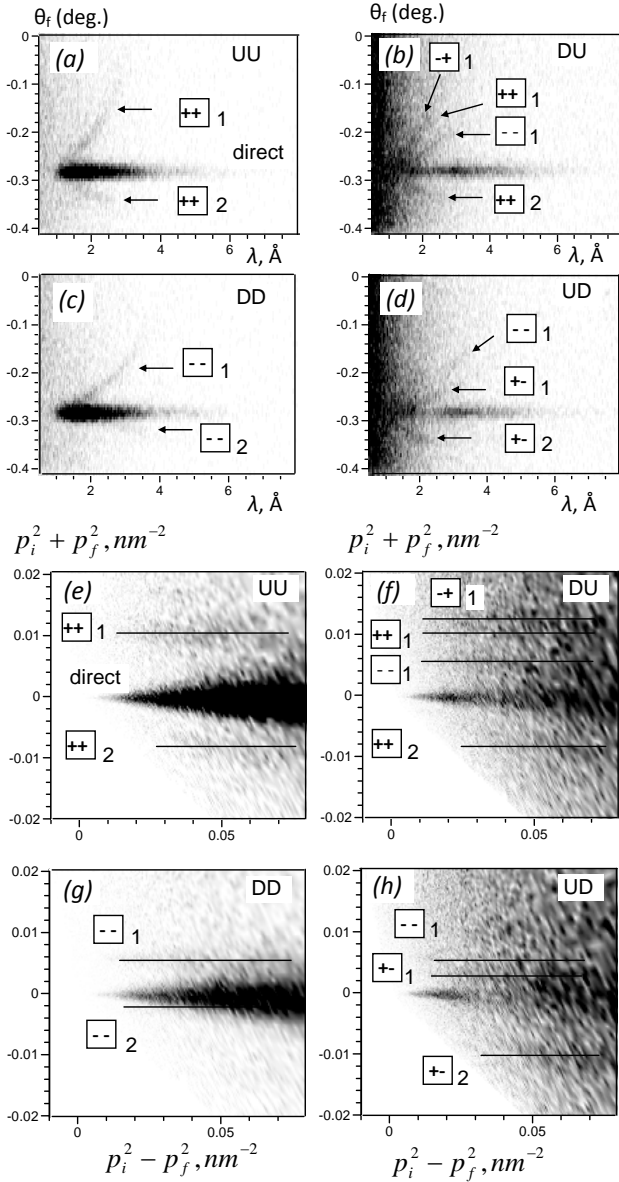 θf (deg.)
θf (deg.)
0
(a)
UU
-0.1
++ 1
-0.2
direct
-0.3
++ 2
-0.4
2
4
6
λ, Å
0
(b)
DU
-+ 1
-0.1
++ 1
-- 1
-0.2
-0.3
++ 2
-0.4
2
4
6
λ, Å
0
(c)
DD
-0.1
-- 1
-0.2
-0.3
-- 2
-0.4
2
4
6
λ, Å
0
(d)
UD
-- 1
-0.1
-0.2
+- 1
-0.3
+- 2
-0.4
2
4
6
λ, Å
p_i^2 + p_f^2, nm^-2
p_i^2 + p_f^2, nm^-2
0.02
(e)
UU
++ 1
0.01
direct
0
++ 2
-0.01
-0.02
0
0.05
0.02
(f)
-+ 1
DU
++ 1
0.01
-- 1
0
++ 2
-0.01
-0.02
0
0.05
0.02
(g)
DD
-- 1
0.01
0
-- 2
-0.01
-0.02
0
0.05
0.02
(h)
UD
-- 1
0.01
+- 1
0
-0.01
+- 2
-0.02
0
0.05
p_i^2 − p_f^2, nm^-2
p_i^2 − p_f^2, nm^-2